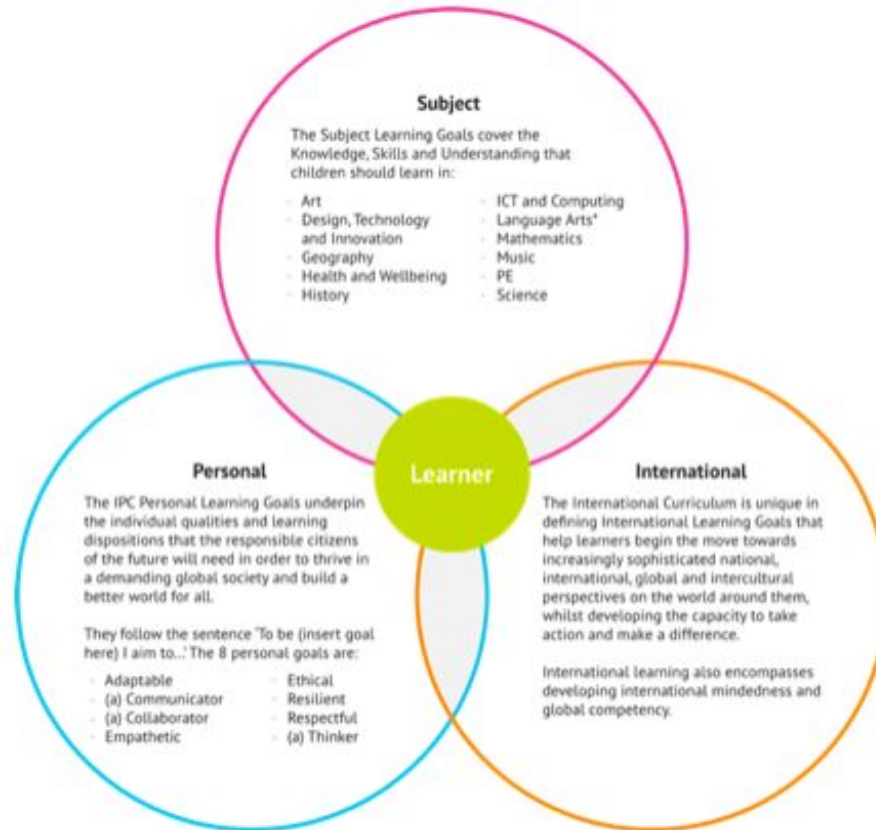 Subject
The Subject Learning Goals cover the
Knowledge, Skills and Understanding that
children should learn in:
· Art
· Design, Technology
and Innovation
· Geography
· Health and Wellbeing
· History
· ICT and Computing
· Language Arts*
· Mathematics
· Music
· PE
· Science
Learner
Personal
The IPC Personal Learning Goals underpin
the individual qualities and learning
dispositions that the responsible citizens
of the future will need in order to thrive in
a demanding global society and build a
better world for all.
They follow the sentence 'To be (insert goal
here) I aim to...' The 8 personal goals are:
· Adaptable
· (a) Communicator
· (a) Collaborator
· Empathetic
· Ethical
· Resilient
· Respectful
· (a) Thinker
International
The International Curriculum is unique in
defining International Learning Goals that
help learners begin the move towards
increasingly sophisticated national,
international, global and intercultural
perspectives on the world around them,
whilst developing the capacity to take
action and make a difference.
International learning also encompasses
developing international mindedness and
global competency.